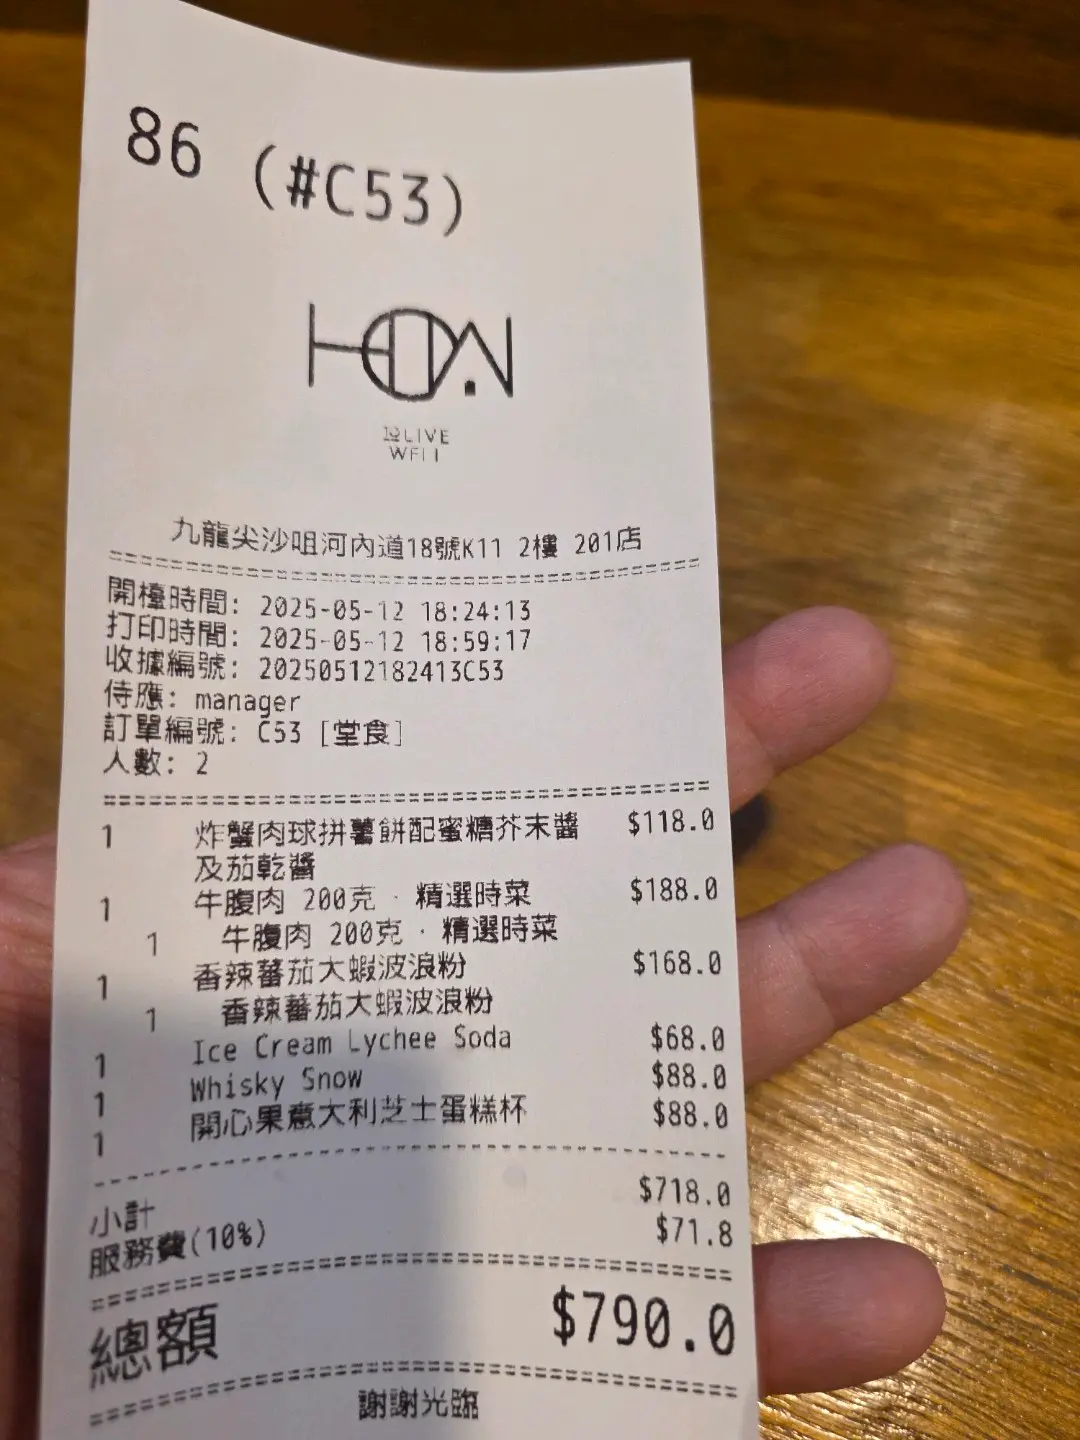 86 (#C53)
HOW.
LIVE
WELL
九龍尖沙咀河內道18號K11 2樓 201店
開檯時間: 2025-05-12 18:24:13
打印時間: 2025-05-12 18:59:17
收據編號: 20250512182413C53
侍應: manager
訂單編號: C53 [堂食]
人數: 2
1 炸蟹肉球拼薯餅配蜜糖芥末醬 $118.0
及茄乾醬
1 牛腹肉 200克 · 精選時菜 $188.0
1 牛腹肉 200克 · 精選時菜
1 香辣蕃茄大蝦波浪粉 $168.0
1 香辣蕃茄大蝦波浪粉
1 Ice Cream Lychee Soda $68.0
1 Whisky Snow $88.0
1 開心果意大利芝士蛋糕杯 $88.0
小計 $718.0
服務費(10%) $71.8
總額 $790.0
謝謝光臨